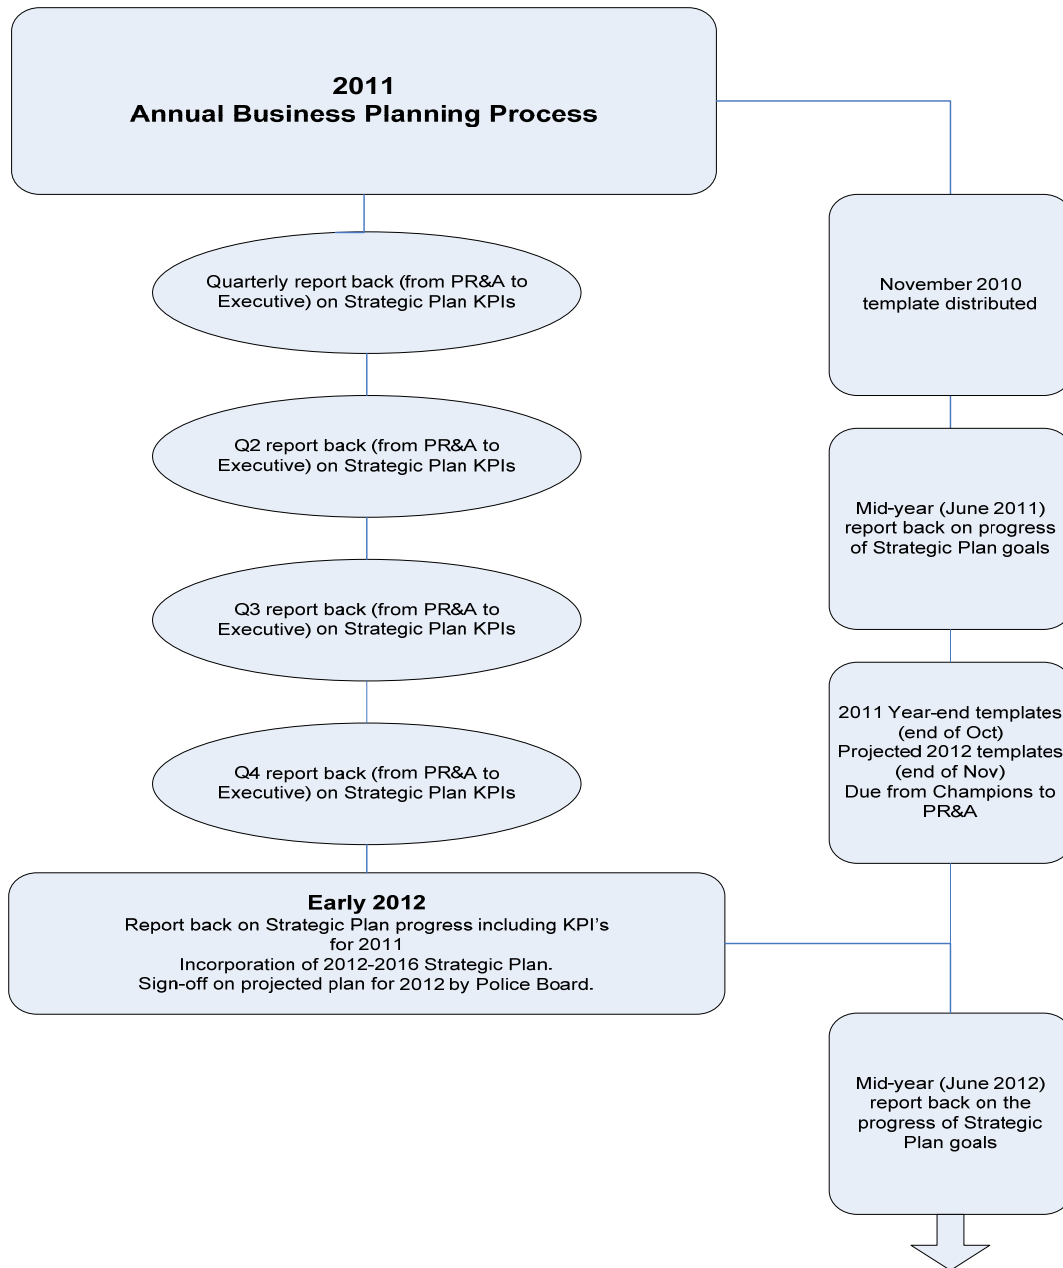 2011
Annual Business Planning Process
Quarterly report back (from PR&A to
Executive) on Strategic Plan KPIs
Q2 report back (from PR&A to
Executive) on Strategic Plan KPIs
Q3 report back (from PR&A to
Executive) on Strategic Plan KPIs
Q4 report back (from PR&A to
Executive) on Strategic Plan KPIs
Early 2012
Report back on Strategic Plan progress including KPI’s
for 2011
Incorporation of 2012-2016 Strategic Plan.
Sign-off on projected plan for 2012 by Police Board.
November 2010
template distributed
Mid-year (June 2011)
report back on progress
of Strategic Plan goals
2011 Year-end templates
(end of Oct)
Projected 2012 templates
(end of Nov)
Due from Champions to
PR&A
Mid-year (June 2012)
report back on the
progress of Strategic
Plan goals